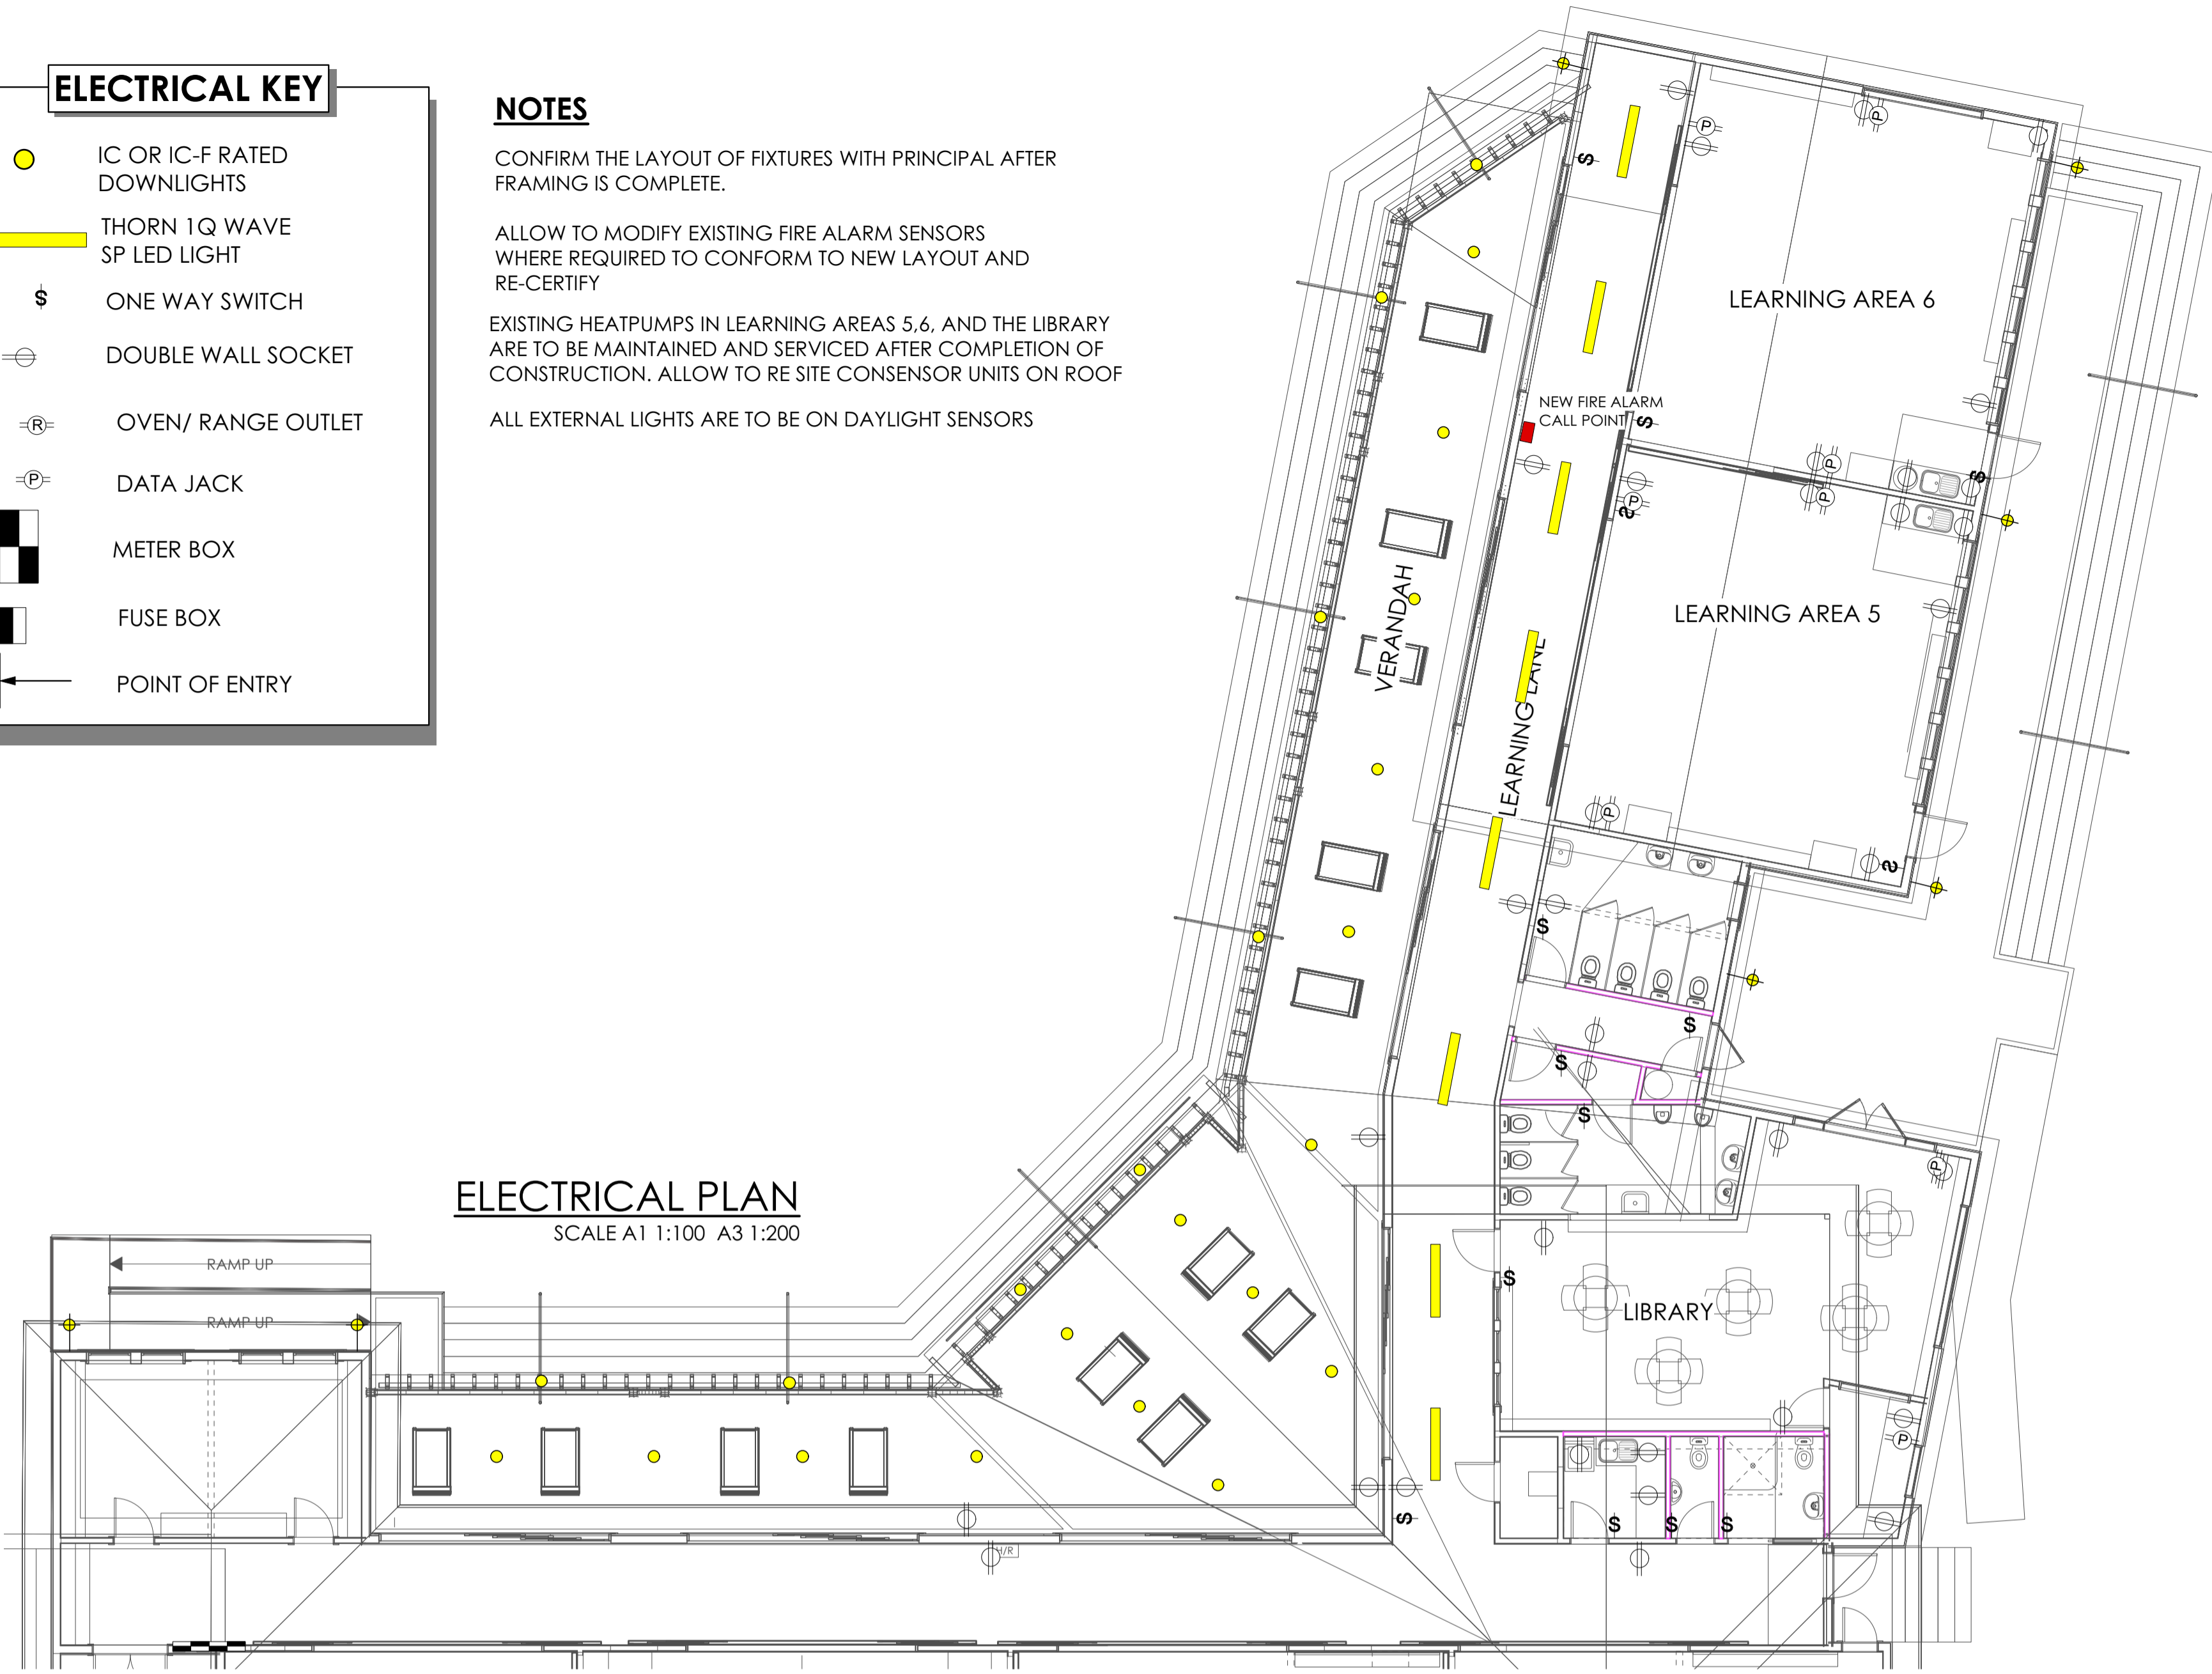 ELECTRICAL KEY
IC OR IC-F RATED
DOWNLIGHTS
THORN 1Q WAVE
SP LED LIGHT
$
ONE WAY SWITCH
DOUBLE WALL SOCKET
R
OVEN/ RANGE OUTLET
P
DATA JACK
METER BOX
FUSE BOX
POINT OF ENTRY
NOTES
CONFIRM THE LAYOUT OF FIXTURES WITH PRINCIPAL AFTER
FRAMING IS COMPLETE.
ALLOW TO MODIFY EXISTING FIRE ALARM SENSORS
WHERE REQUIRED TO CONFORM TO NEW LAYOUT AND
RE-CERTIFY
EXISTING HEATPUMPS IN LEARNING AREAS 5,6, AND THE LIBRARY
ARE TO BE MAINTAINED AND SERVICED AFTER COMPLETION OF
CONSTRUCTION. ALLOW TO RE SITE CONSENSOR UNITS ON ROOF
ALL EXTERNAL LIGHTS ARE TO BE ON DAYLIGHT SENSORS
LEARNING AREA 6
NEW FIRE ALARM
CALL POINT
LEARNING AREA 5
VERANDAH
LEARNING LANE
ELECTRICAL PLAN
SCALE A1 1:100 A3 1:200
RAMP UP
RAMP UP
LIBRARY
H/R